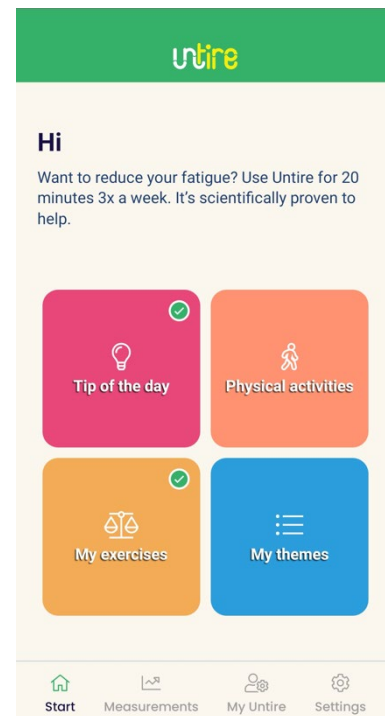 untire
Hi
Want to reduce your fatigue? Use Untire for 20
minutes 3x a week. It's scientifically proven to
help.
Tip of the day
Physical activities
My exercises
My themes
Start
Measurements
My Untire
Settings